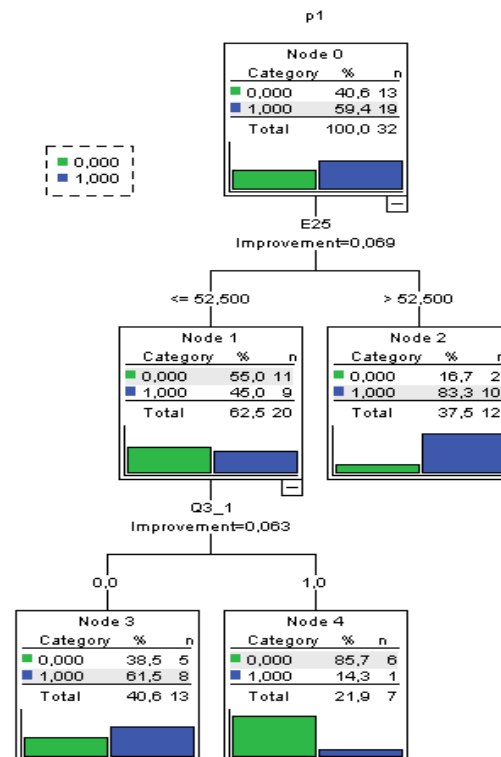 p1
Node 0
Category % n
0,000 40,6 13
1,000 59,4 19
Total 100,0 32
0,000
1,000
E25
Improvement=0,069
<= 52,500
> 52,500
Node 1
Category % n
0,000 55,0 11
1,000 45,0 9
Total 62,5 20
Node 2
Category % n
0,000 16,7 2
1,000 83,3 10
Total 37,5 12
Q3_1
Improvement=0,063
0,0
1,0
Node 3
Category % n
0,000 38,5 5
1,000 61,5 8
Total 40,6 13
Node 4
Category % n
0,000 85,7 6
1,000 14,3 1
Total 21,9 7